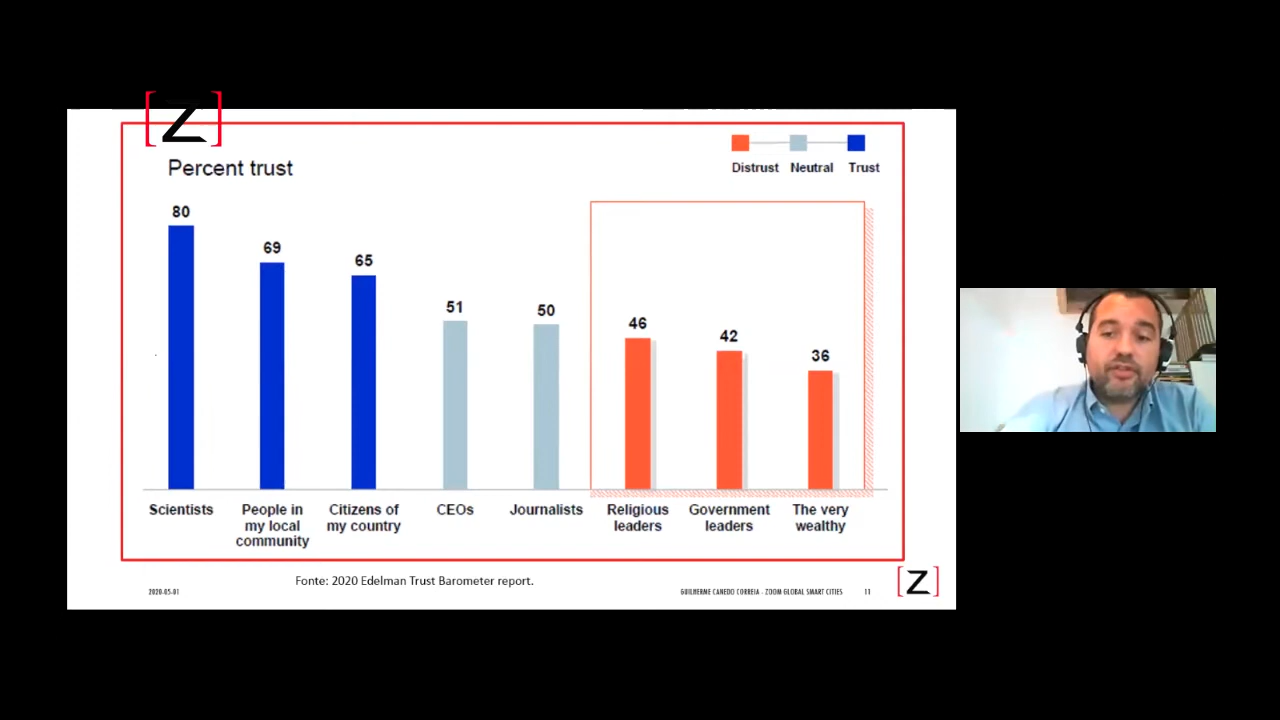 [Z]
Percent trust
Distrust Neutral Trust
80
69
65
51
50
46
42
36
Scientists
People in
my local
community
Citizens of
my country
CEOs
Journalists
Religious
leaders
Government
leaders
The very
wealthy
Fonte: 2020 Edelman Trust Barometer report.
2020-05-01
GUILHERME CANEDO CORREIA - ZOOM GLOBAL SMART CITIES
11
[Z]